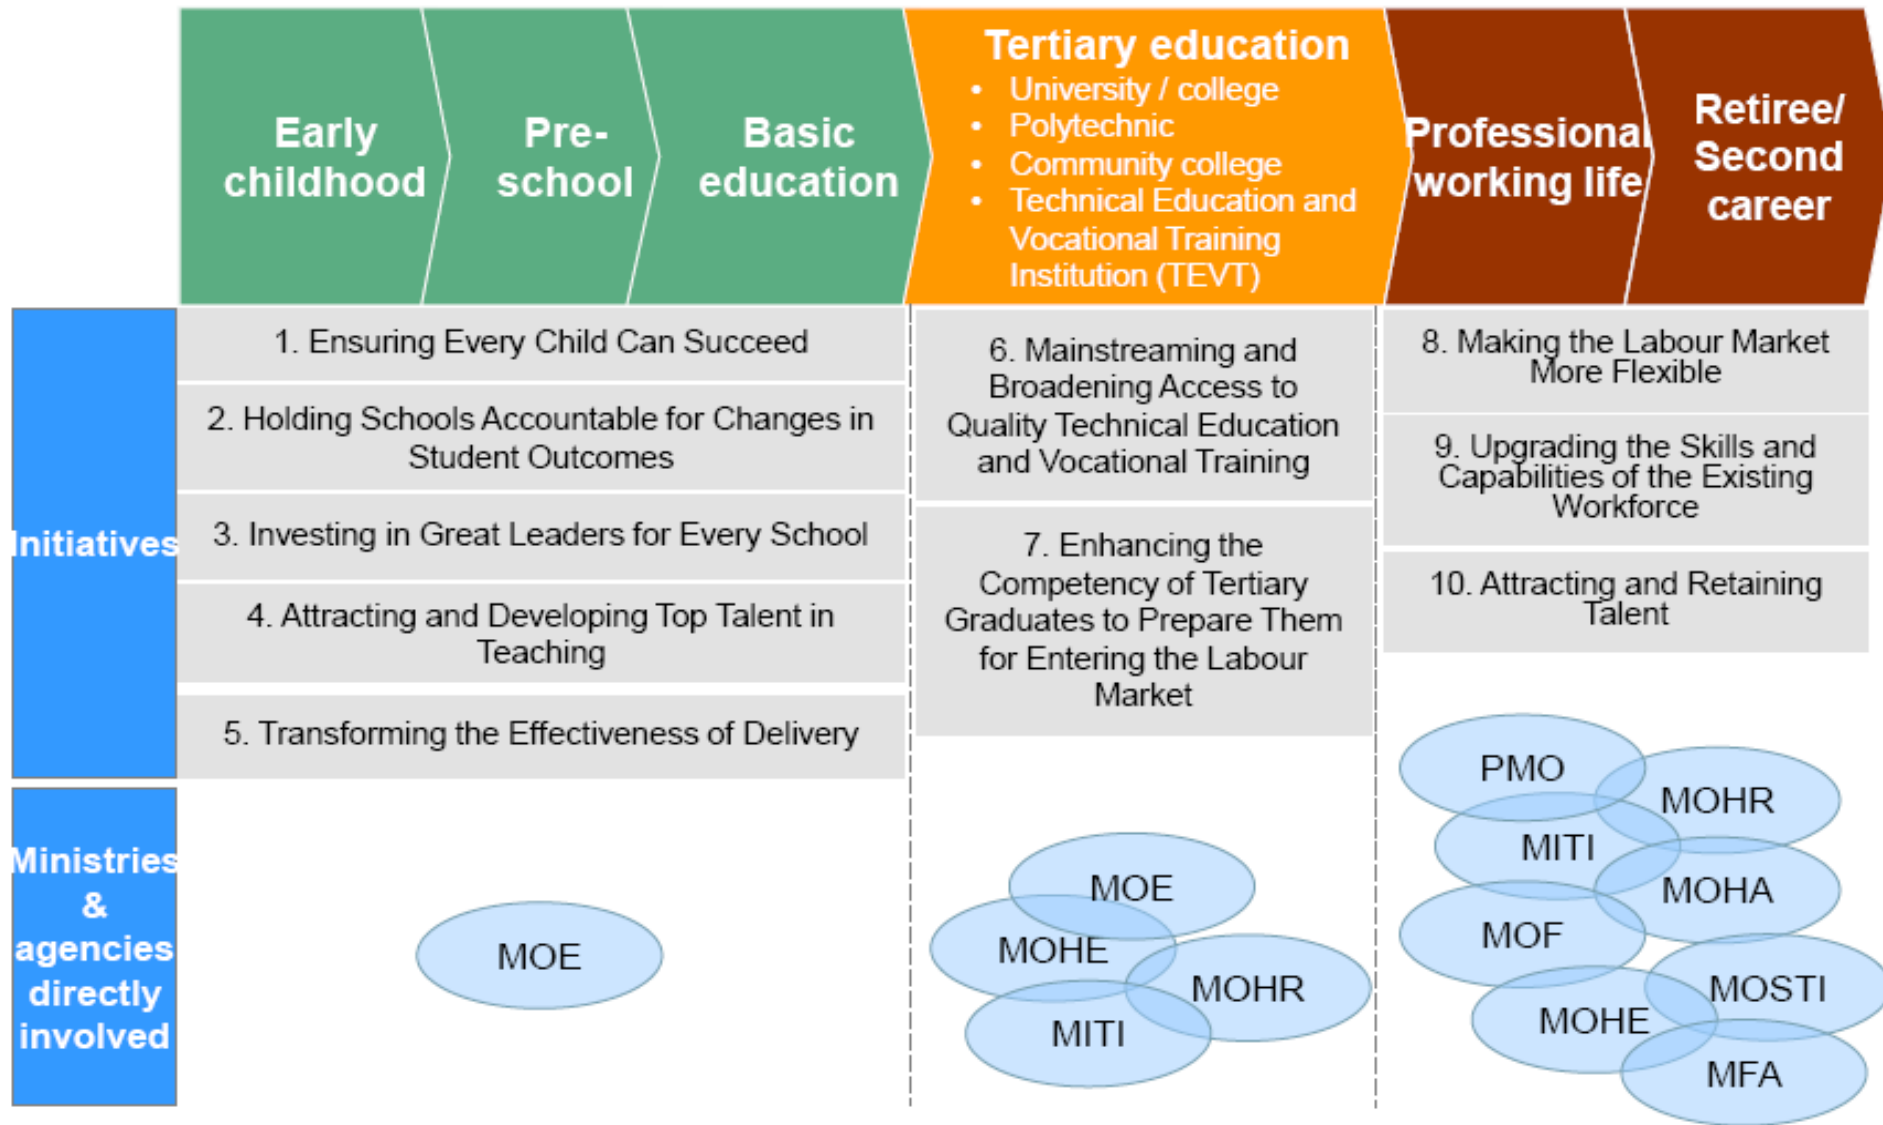 Early
childhood
Pre-
school
Basic
education
Tertiary education
• University / college
• Polytechnic
• Community college
• Technical Education and
Vocational Training
Institution (TEVT)
Professional
working life
Retiree/
Second
career
Initiatives
1. Ensuring Every Child Can Succeed
2. Holding Schools Accountable for Changes in
Student Outcomes
3. Investing in Great Leaders for Every School
4. Attracting and Developing Top Talent in
Teaching
5. Transforming the Effectiveness of Delivery
6. Mainstreaming and
Broadening Access to
Quality Technical Education
and Vocational Training
7. Enhancing the
Competency of Tertiary
Graduates to Prepare Them
for Entering the Labour
Market
8. Making the Labour Market
More Flexible
9. Upgrading the Skills and
Capabilities of the Existing
Workforce
10. Attracting and Retaining
Talent
Ministries
&
agencies
directly
involved
MOE
MOE
MOHE
MOHR
MITI
PMO
MOHR
MITI
MOHA
MOF
MOSTI
MOHE
MFA